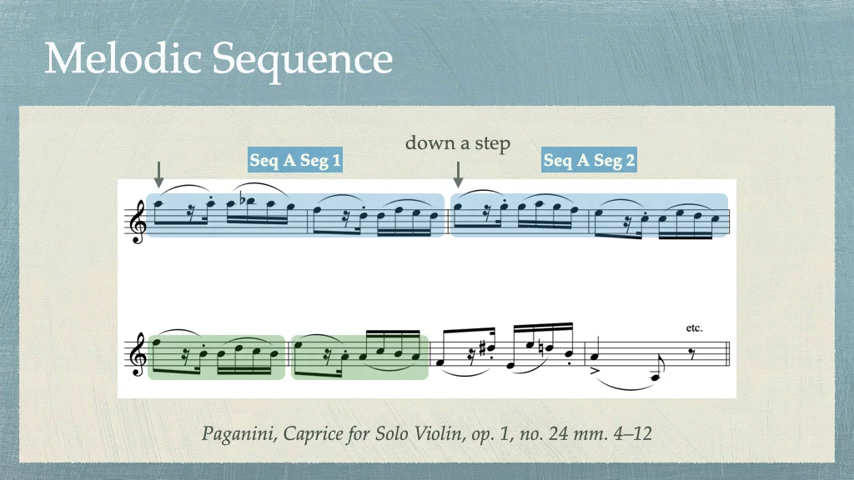 Melodic Sequence
down a step
Seq A Seg 1
Seq A Seg 2
etc.
Paganini, Caprice for Solo Violin, op. 1, no. 24 mm. 4–12